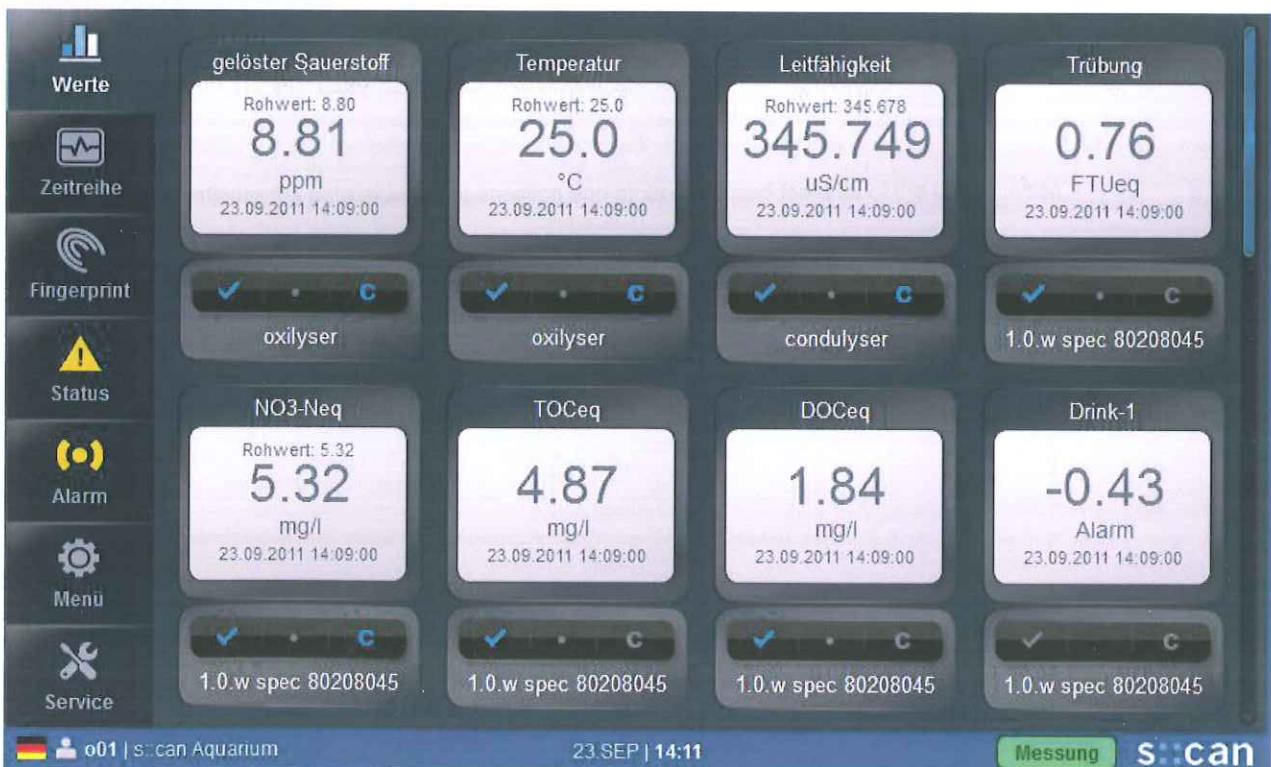 Werte
Zeitreihe
Fingerprint
Status
Alarm
Menü
Service
gelöster Sauerstoff
Rohwert: 8.80
8.81
ppm
23.09.2011 14:09:00
C
oxilyser
Temperatur
Rohwert: 25.0
25.0
°C
23.09.2011 14:09:00
C
oxilyser
Leitfähigkeit
Rohwert: 345.678
345.749
uS/cm
23.09.2011 14:09:00
C
condulyser
Trübung
0.76
FTUeq
23.09.2011 14:09:00
C
1.0.w spec 80208045
NO3-Neq
Rohwert: 5.32
5.32
mg/l
23.09.2011 14:09:00
C
1.0.w spec 80208045
TOCeq
4.87
mg/l
23.09.2011 14:09:00
C
1.0.w spec 80208045
DOCeq
1.84
mg/l
23.09.2011 14:09:00
C
1.0.w spec 80208045
Drink-1
-0.43
Alarm
23.09.2011 14:09:00
C
1.0.w spec 80208045
o01 | s::can Aquarium
23.SEP | 14:11
Messung
s::can